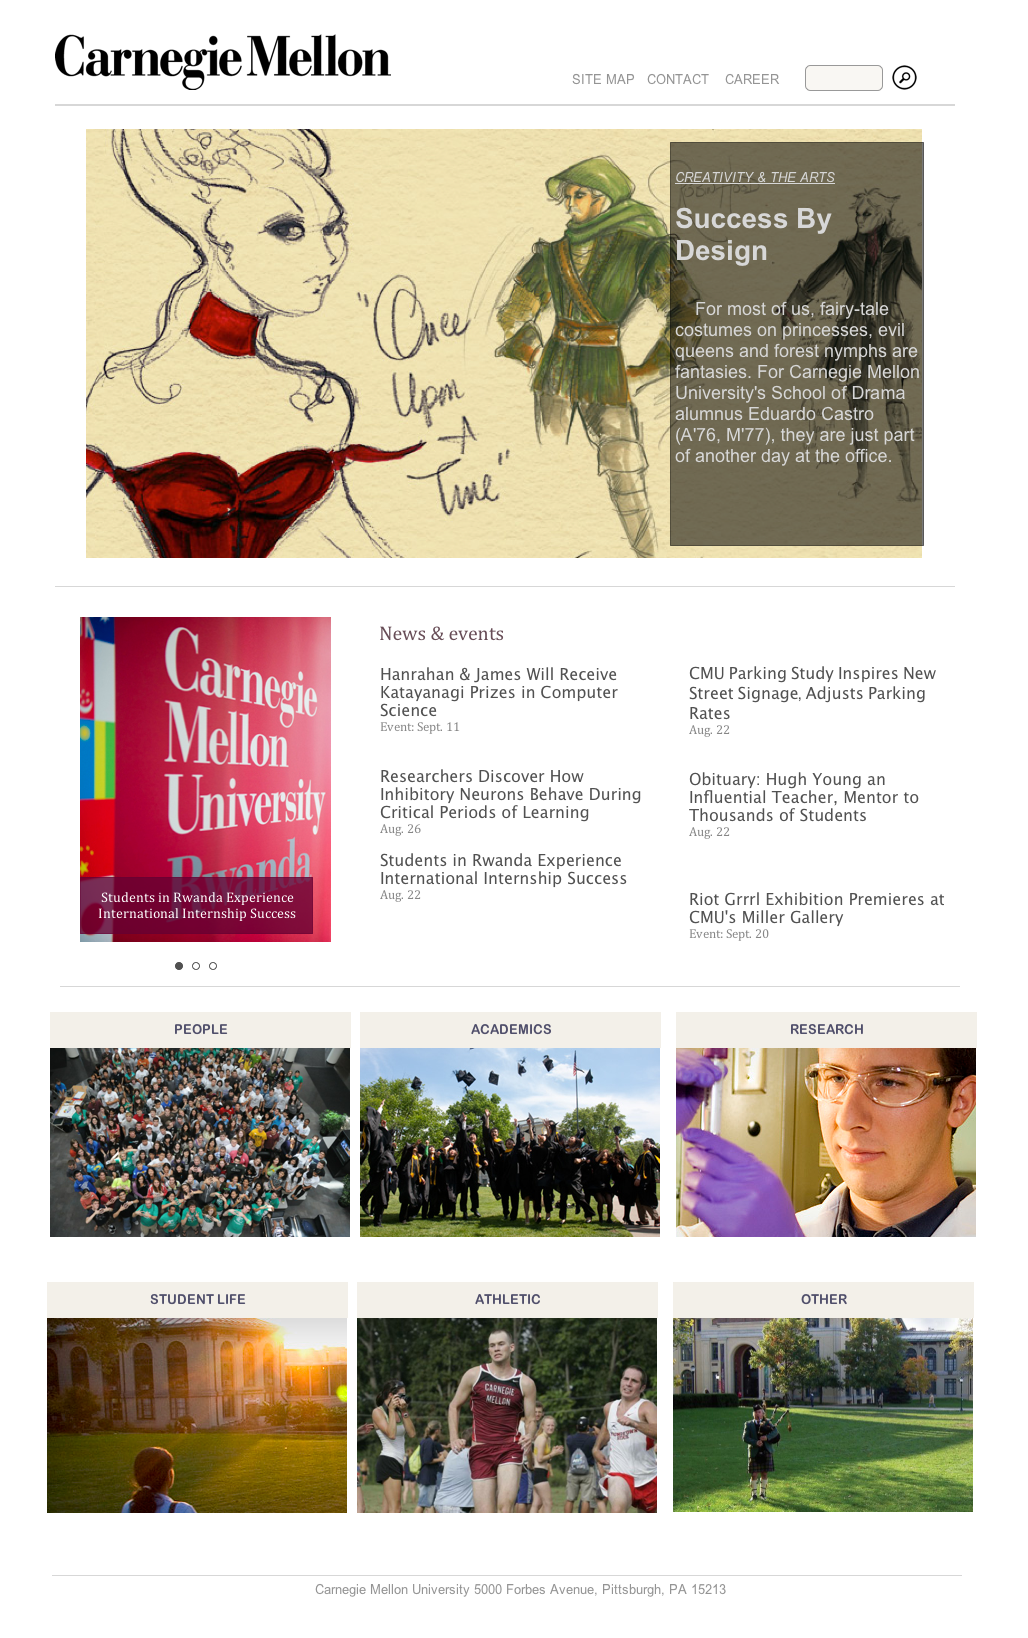 Carnegie Mellon
SITE MAP CONTACT CAREER
CREATIVITY & THE ARTS
Success By
Design
"Once
Upon
A
Time"
For most of us, fairy-tale
costumes on princesses, evil
queens and forest nymphs are
fantasies. For Carnegie Mellon
University's School of Drama
alumnus Eduardo Castro
(A'76, M'77), they are just part
of another day at the office.
Carnegie
Mellon
University
Rwanda
Students in Rwanda Experience
International Internship Success
News & events
Hanrahan & James Will Receive
Katayanagi Prizes in Computer
Science
Event: Sept. 11
Researchers Discover How
Inhibitory Neurons Behave During
Critical Periods of Learning
Aug. 26
Students in Rwanda Experience
International Internship Success
Aug. 22
CMU Parking Study Inspires New
Street Signage, Adjusts Parking
Rates
Aug. 22
Obituary: Hugh Young an
Influential Teacher, Mentor to
Thousands of Students
Aug. 22
Riot Grrrl Exhibition Premieres at
CMU's Miller Gallery
Event: Sept. 20
PEOPLE
ACADEMICS
RESEARCH
STUDENT LIFE
ATHLETIC
OTHER
CARNEGIE
MELLON
Carnegie Mellon University 5000 Forbes Avenue, Pittsburgh, PA 15213